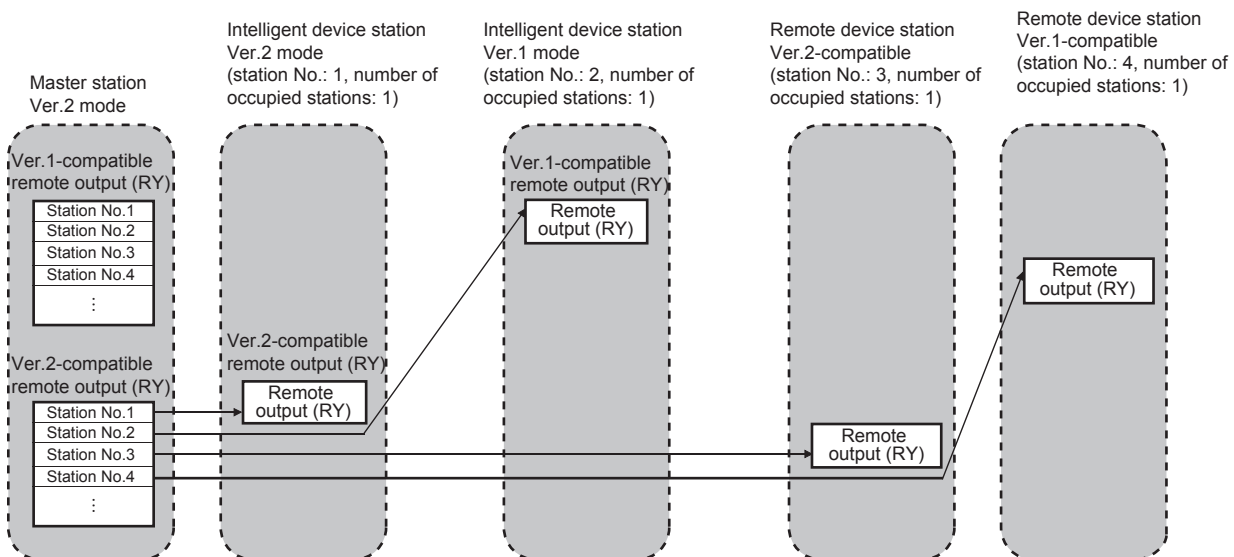 Master station
Ver.2 mode
Ver.1-compatible
remote output (RY)
Station No.1
Station No.2
Station No.3
Station No.4
⋮
Ver.2-compatible
remote output (RY)
Station No.1
Station No.2
Station No.3
Station No.4
⋮
Intelligent device station
Ver.2 mode
(station No.: 1, number of
occupied stations: 1)
Ver.2-compatible
remote output (RY)
Remote
output (RY)
Intelligent device station
Ver.1 mode
(station No.: 2, number of
occupied stations: 1)
Ver.1-compatible
remote output (RY)
Remote
output (RY)
Remote device station
Ver.2-compatible
(station No.: 3, number of
occupied stations: 1)
Remote
output (RY)
Remote device station
Ver.1-compatible
(station No.: 4, number of
occupied stations: 1)
Remote
output (RY)